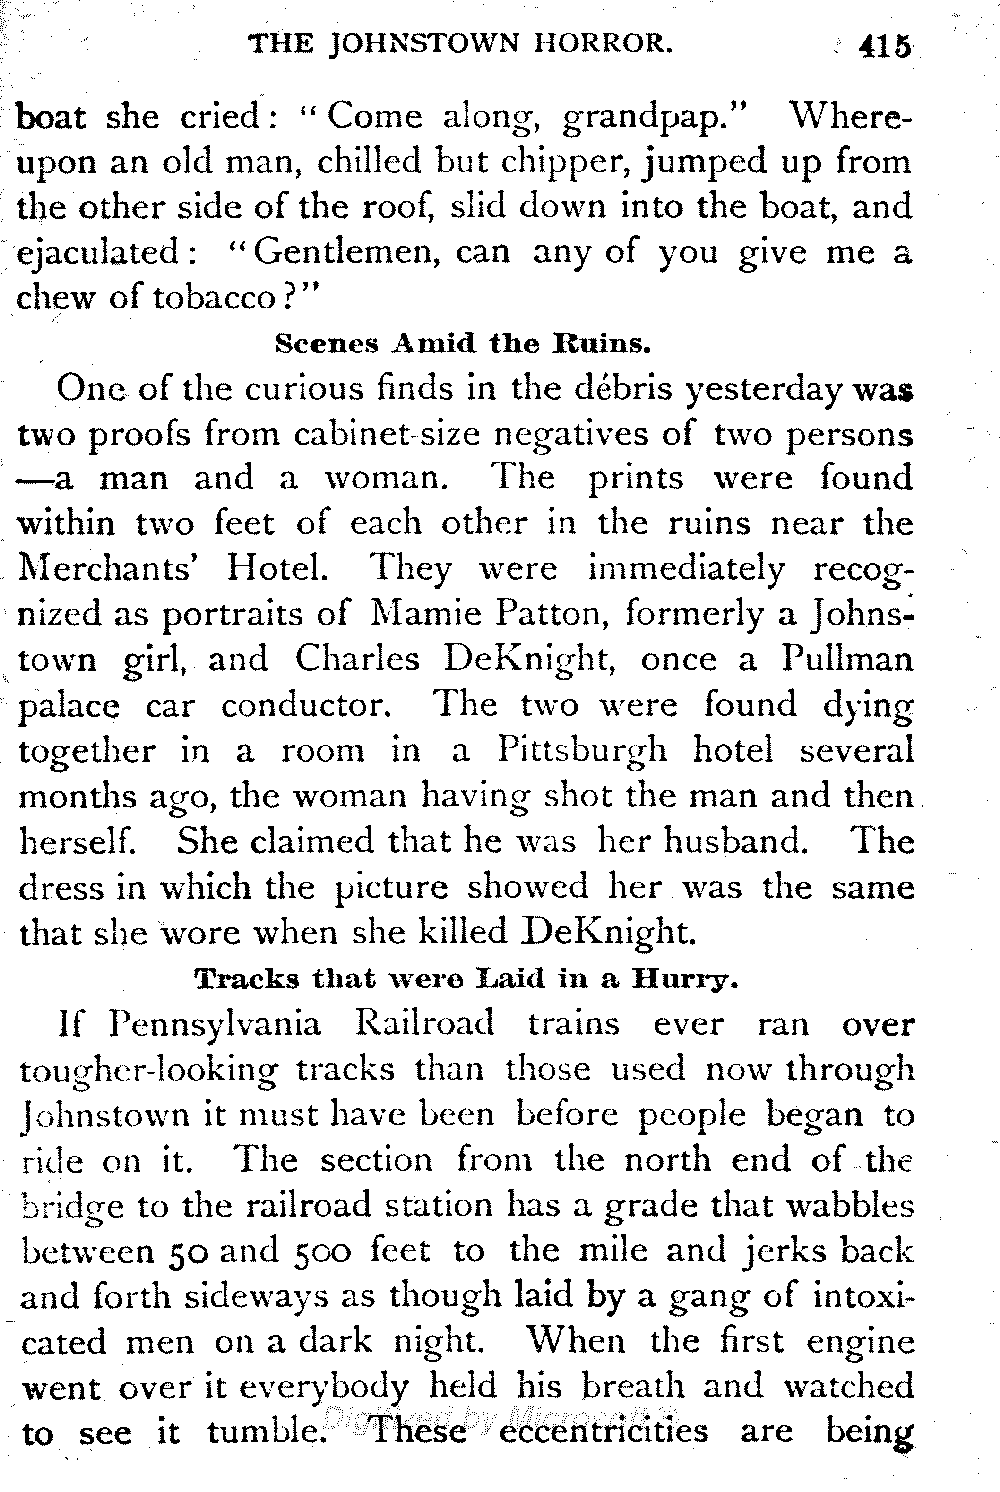 THE JOHNSTOWN HORROR. 415
boat she cried: "Come along, grandpap." Where-
upon an old man, chilled but chipper, jumped up from
the other side of the roof, slid down into the boat, and
ejaculated: "Gentlemen, can any of you give me a
chew of tobacco?"
Scenes Amid the Ruins.
One of the curious finds in the débris yesterday was
two proofs from cabinet-size negatives of two persons
—a man and a woman. The prints were found
within two feet of each other in the ruins near the
Merchants' Hotel. They were immediately recog-
nized as portraits of Mamie Patton, formerly a Johns-
town girl, and Charles DeKnight, once a Pullman
palace car conductor. The two were found dying
together in a room in a Pittsburgh hotel several
months ago, the woman having shot the man and then
herself. She claimed that he was her husband. The
dress in which the picture showed her was the same
that she wore when she killed DeKnight.
Tracks that were Laid in a Hurry.
If Pennsylvania Railroad trains ever ran over
tougher-looking tracks than those used now through
Johnstown it must have been before people began to
ride on it. The section from the north end of the
bridge to the railroad station has a grade that wabbles
between 50 and 500 feet to the mile and jerks back
and forth sideways as though laid by a gang of intoxi-
cated men on a dark night. When the first engine
went over it everybody held his breath and watched
to see it tumble. These eccentricities are being
Digitized by Microsoft ®